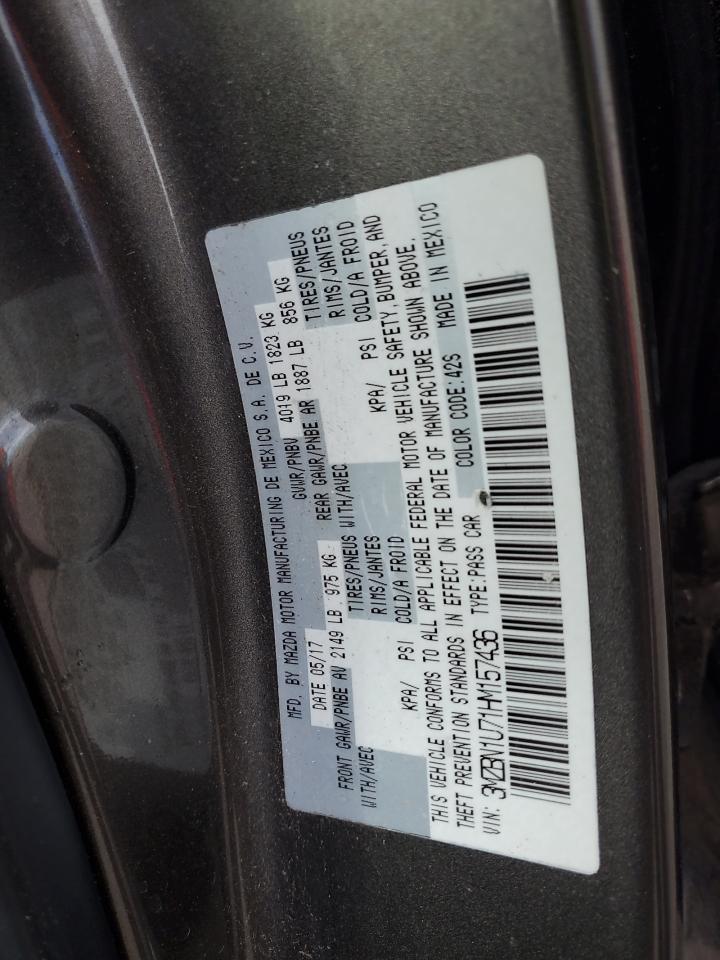 MFD. BY MAZDA MOTOR MANUFACTURING DE MEXICO S.A. DE C.V.
DATE 05/17 GVWR/PNBV 4019 LB 1823 KG
FRONT GAWR/PNBE AV 2149 LB 975 KG REAR GAWR/PNBE AR 1887 LB 856 KG
WITH/AVEC TIRES/PNEUS WITH/AVEC TIRES/PNEUS
RIMS/JANTES RIMS/JANTES
KPA/ PSI COLD/A FROID KPA/ PSI COLD/A FROID
THIS VEHICLE CONFORMS TO ALL APPLICABLE FEDERAL MOTOR VEHICLE SAFETY,BUMPER,AND
THEFT PREVENTION STANDARDS IN EFFECT ON THE DATE OF MANUFACTURE SHOWN ABOVE.
VIN: 3MZBN1U71HM157436 TYPE:PASS CAR COLOR CODE:42S MADE IN MEXICO